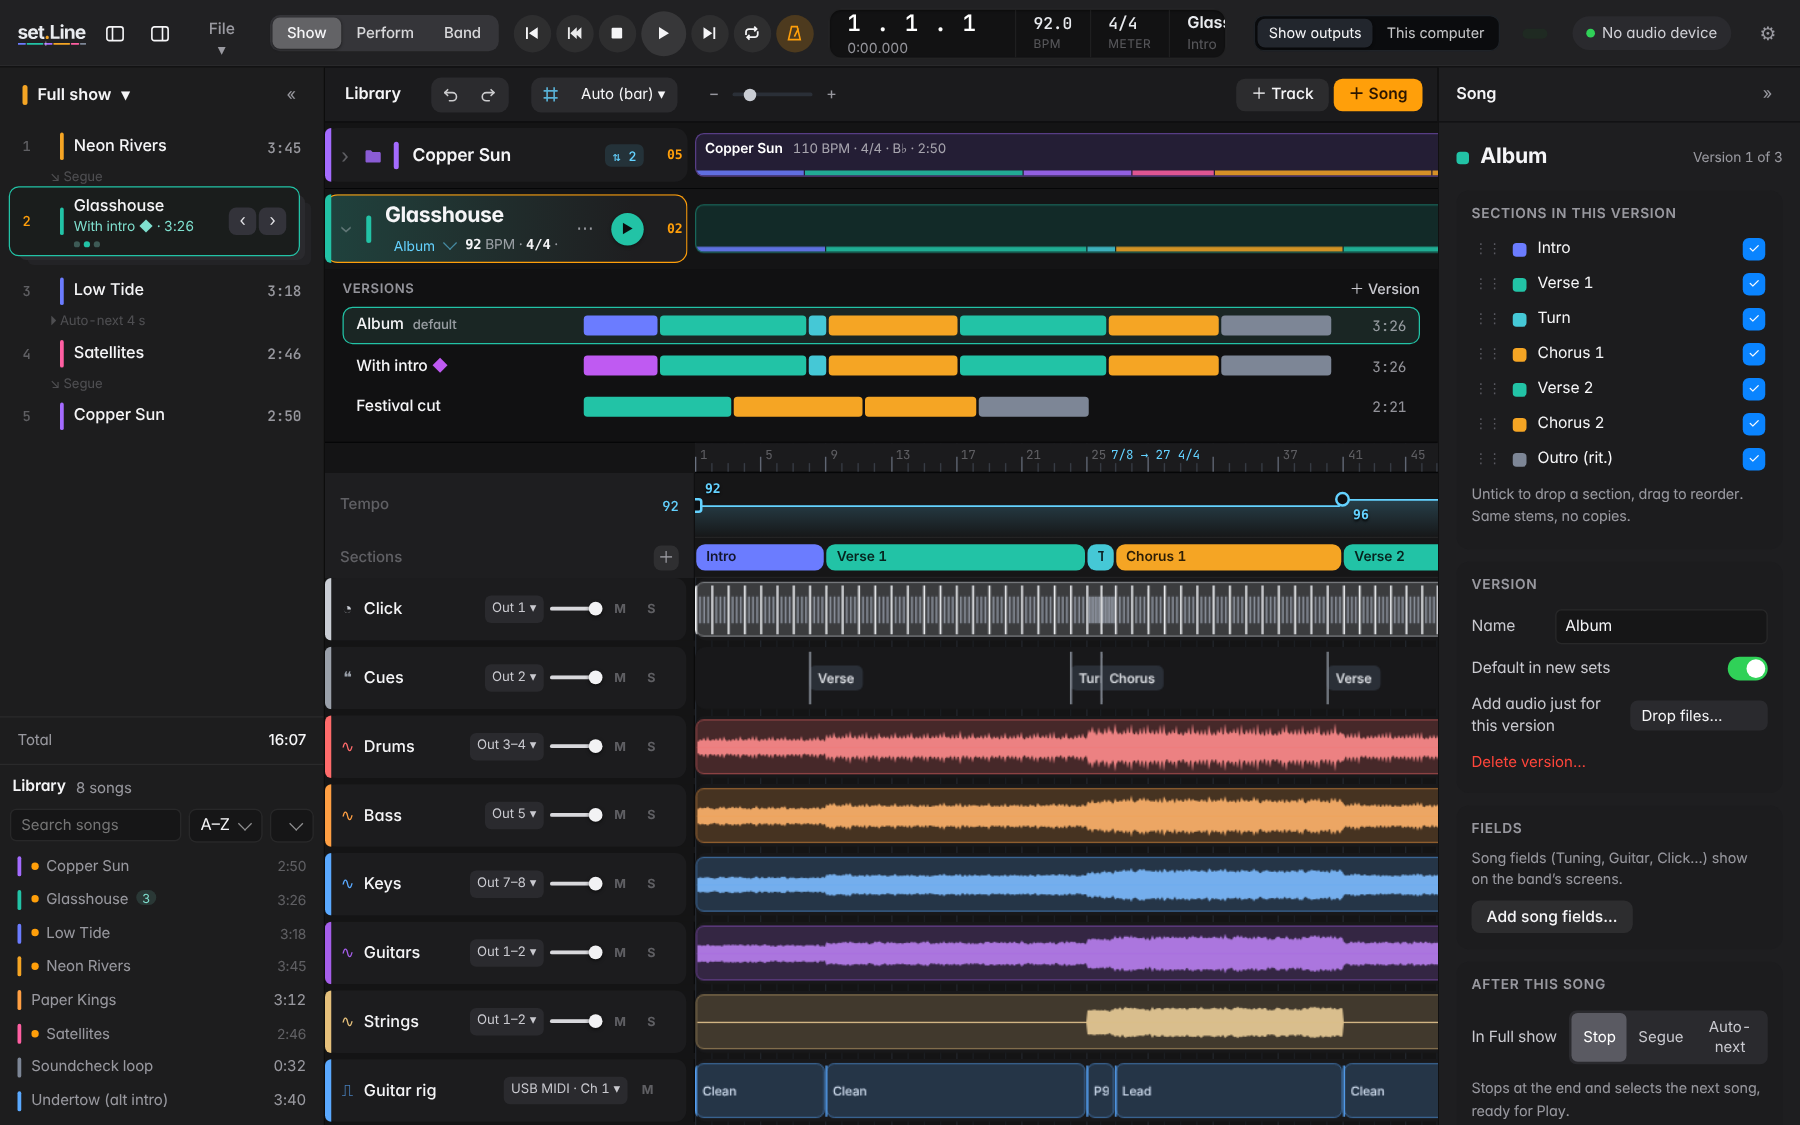 set.Line
File ▾
Show
Perform
Band
1 . 1 . 1
0:00.000
92.0
BPM
4/4
METER
Glass
Intro
Show outputs
This computer
No audio device
Full show ▾
«
1 Neon Rivers 3:45
↘ Segue
2 Glasshouse
With intro ◆ · 3:26
3 Low Tide 3:18
Auto-next 4 s
4 Satellites 2:46
↘ Segue
5 Copper Sun 2:50
Total 16:07
Library 8 songs
Search songs
A–Z
Copper Sun 2:50
Glasshouse 3 3:26
Low Tide 3:18
Neon Rivers 3:45
Paper Kings 3:12
Satellites 2:46
Soundcheck loop 0:32
Undertow (alt intro) 3:40
Library
Auto (bar) ▾
− +
+ Track
+ Song
Copper Sun ⇅ 2 05
Copper Sun 110 BPM · 4/4 · B♭ · 2:50
Glasshouse ··· 02
Album 92 BPM · 4/4 ·
VERSIONS
+ Version
Album default 3:26
With intro ◆ 3:26
Festival cut 2:21
1 5 9 13 17 21 25 7/8 → 27 4/4 37 41 45
Tempo 92
92
96
Sections +
Intro
Verse 1
T
Chorus 1
Verse 2
Click Out 1 ▾ M S
Cues Out 2 ▾ M S
Verse
Tur
Chorus
Verse
Drums Out 3–4 ▾ M S
Bass Out 5 ▾ M S
Keys Out 7–8 ▾ M S
Guitars Out 1–2 ▾ M S
Strings Out 1–2 ▾ M S
Guitar rig USB MIDI · Ch 1 ▾ M
Clean
Clean
P9
Lead
Clean
Song »
Album Version 1 of 3
SECTIONS IN THIS VERSION
Intro
Verse 1
Turn
Chorus 1
Verse 2
Chorus 2
Outro (rit.)
Untick to drop a section, drag to reorder.
Same stems, no copies.
VERSION
Name Album
Default in new sets
Add audio just for
this version
Drop files…
Delete version…
FIELDS
Song fields (Tuning, Guitar, Click…) show
on the band's screens.
Add song fields…
AFTER THIS SONG
In Full show
Stop
Segue
Auto-
next
Stops at the end and selects the next song,
ready for Play.